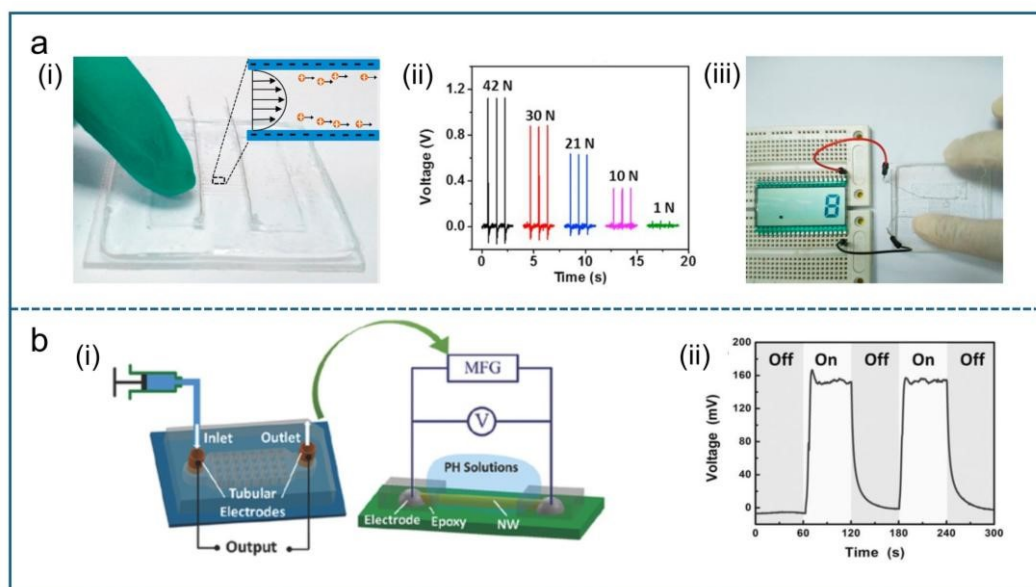 a
(i)
(ii)
42 N
30 N
21 N
10 N
1 N
1.2
0.8
0.4
0.0
Voltage (V)
0 5 10 15 20
Time (s)
(iii)
8
b
(i)
Inlet
Outlet
Tubular
Electrodes
Output
MFG
V
PH Solutions
Electrode
Epoxy
NW
(ii)
Off On Off On Off
200
160
120
80
40
0
Voltage (mV)
0 60 120 180 240 300
Time (s)